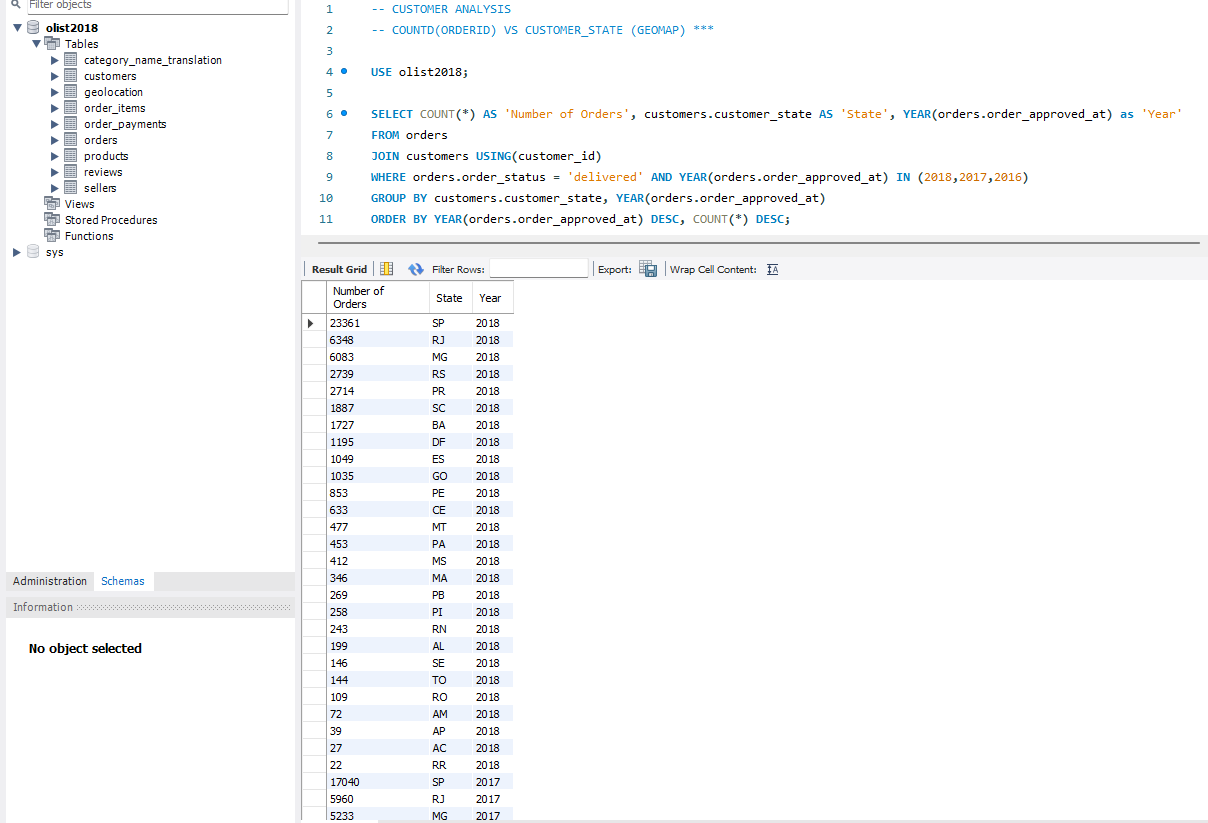 Filter objects
olist2018
Tables
category_name_translation
customers
geolocation
order_items
order_payments
orders
products
reviews
sellers
Views
Stored Procedures
Functions
sys
Administration Schemas
Information
No object selected
1 -- CUSTOMER ANALYSIS
2 -- COUNTD(ORDERID) VS CUSTOMER_STATE (GEOMAP) ***
3
4 USE olist2018;
5
6 SELECT COUNT(*) AS 'Number of Orders', customers.customer_state AS 'State', YEAR(orders.order_approved_at) as 'Year'
7 FROM orders
8 JOIN customers USING(customer_id)
9 WHERE orders.order_status = 'delivered' AND YEAR(orders.order_approved_at) IN (2018,2017,2016)
10 GROUP BY customers.customer_state, YEAR(orders.order_approved_at)
11 ORDER BY YEAR(orders.order_approved_at) DESC, COUNT(*) DESC;
Result Grid Filter Rows: Export: Wrap Cell Content: IA
Number of
Orders State Year
23361 SP 2018
6348 RJ 2018
6083 MG 2018
2739 RS 2018
2714 PR 2018
1887 SC 2018
1727 BA 2018
1195 DF 2018
1049 ES 2018
1035 GO 2018
853 PE 2018
633 CE 2018
477 MT 2018
453 PA 2018
412 MS 2018
346 MA 2018
269 PB 2018
258 PI 2018
243 RN 2018
199 AL 2018
146 SE 2018
144 TO 2018
109 RO 2018
72 AM 2018
39 AP 2018
27 AC 2018
22 RR 2018
17040 SP 2017
5960 RJ 2017
5233 MG 2017